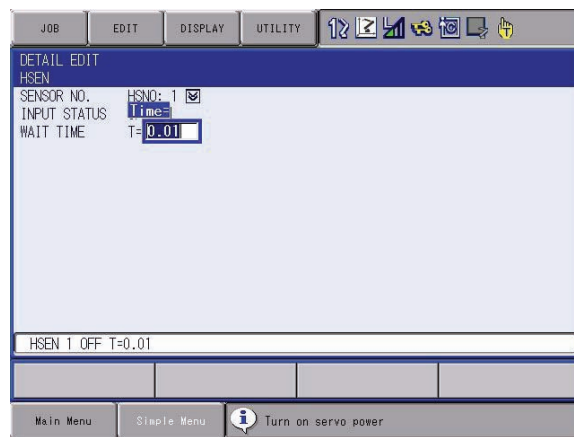 JOB EDIT DISPLAY UTILITY
DETAIL EDIT
HSEN
SENSOR NO. HSNO: 1
INPUT STATUS Time=
WAIT TIME T= 0.01
HSEN 1 OFF T=0.01
Main Menu Simple Menu Turn on servo power